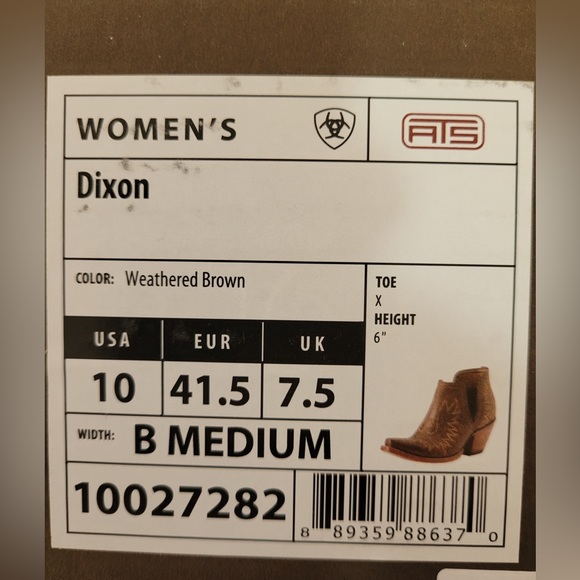 WOMEN'S
ATS
Dixon
COLOR: Weathered Brown
TOE
X
HEIGHT
6"
USA EUR UK
10 41.5 7.5
WIDTH: B MEDIUM
10027282
8 89359 88637 0